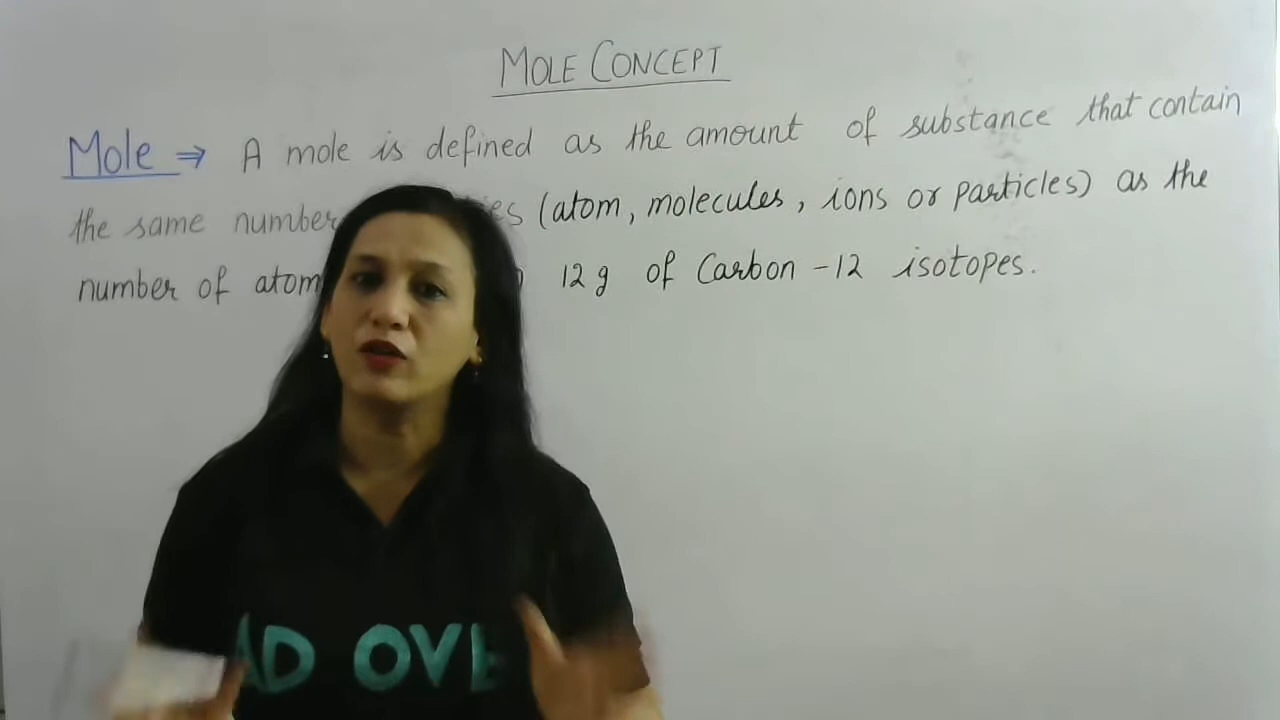 MOLE CONCEPT
Mole ⇒ A mole is defined as the amount of substance that contain
the same number (atom, molecules, ions or particles) as the
number of atom 12 g of Carbon - 12 isotopes.
AD OVE